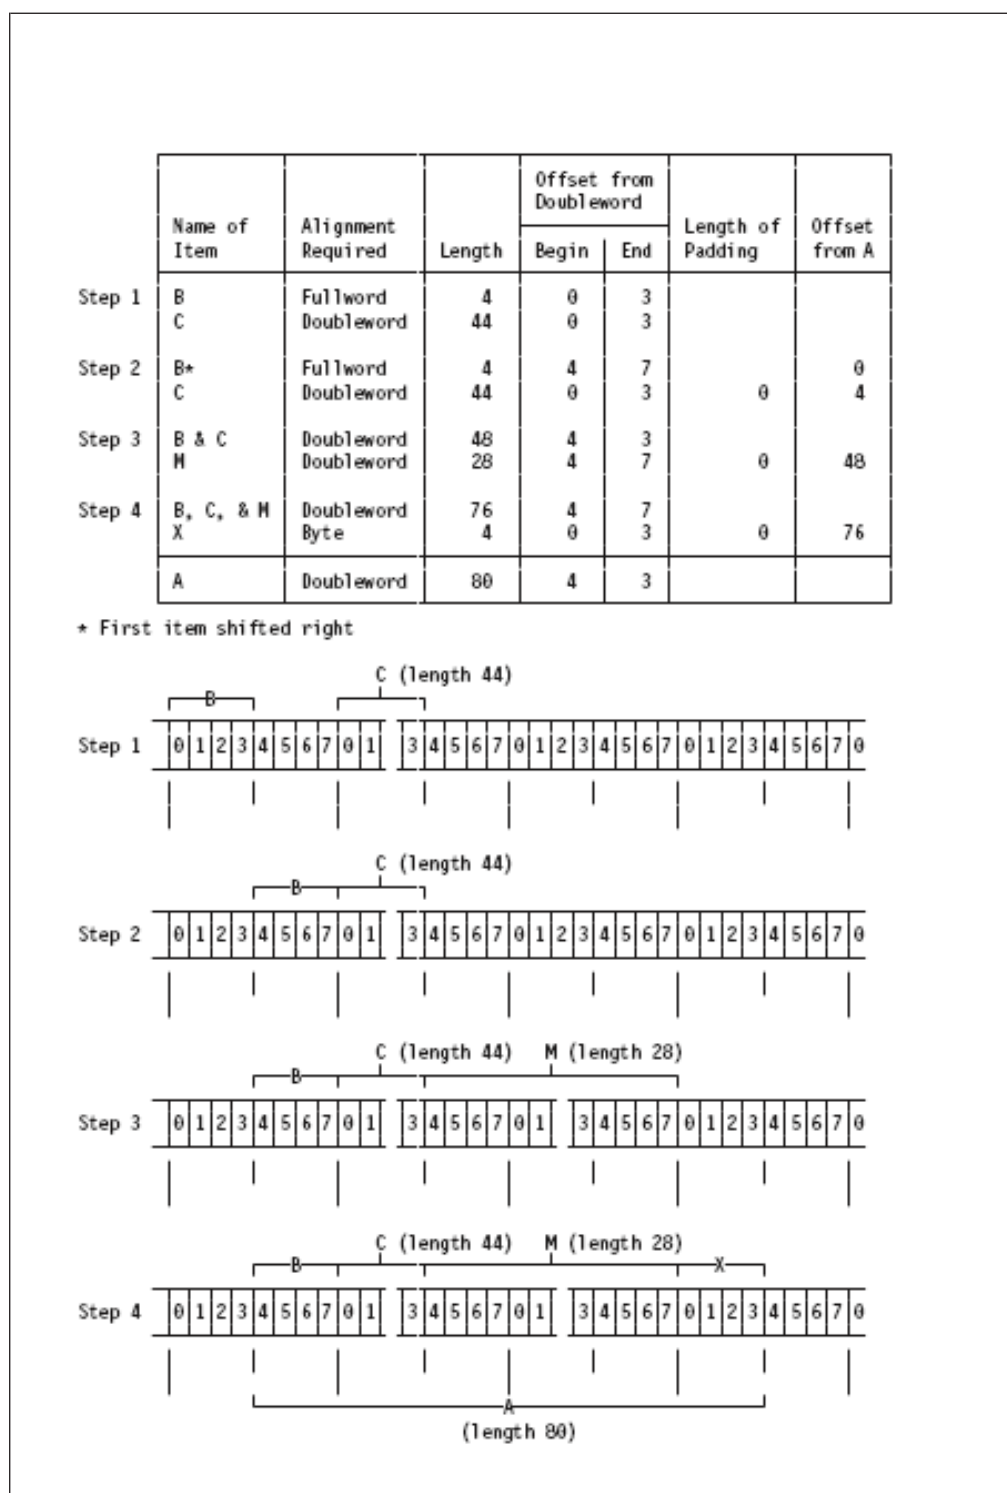 Offset from
Doubleword
Name of Alignment Length of Offset
Item Required Length Begin End Padding from A
Step 1 B Fullword 4 0 3
C Doubleword 44 0 3
Step 2 B* Fullword 4 4 7 0
C Doubleword 44 0 3 0 4
Step 3 B & C Doubleword 48 4 3
M Doubleword 28 4 7 0 48
Step 4 B, C, & M Doubleword 76 4 7
X Byte 4 0 3 0 76
A Doubleword 80 4 3
* First item shifted right
C (length 44)
B
Step 1 0 1 2 3 4 5 6 7 0 1 3 4 5 6 7 0 1 2 3 4 5 6 7 0 1 2 3 4 5 6 7 0
C (length 44)
B
Step 2 0 1 2 3 4 5 6 7 0 1 3 4 5 6 7 0 1 2 3 4 5 6 7 0 1 2 3 4 5 6 7 0
C (length 44) M (length 28)
B
Step 3 0 1 2 3 4 5 6 7 0 1 3 4 5 6 7 0 1 3 4 5 6 7 0 1 2 3 4 5 6 7 0
C (length 44) M (length 28)
B X
Step 4 0 1 2 3 4 5 6 7 0 1 3 4 5 6 7 0 1 3 4 5 6 7 0 1 2 3 4 5 6 7 0
A
(length 80)